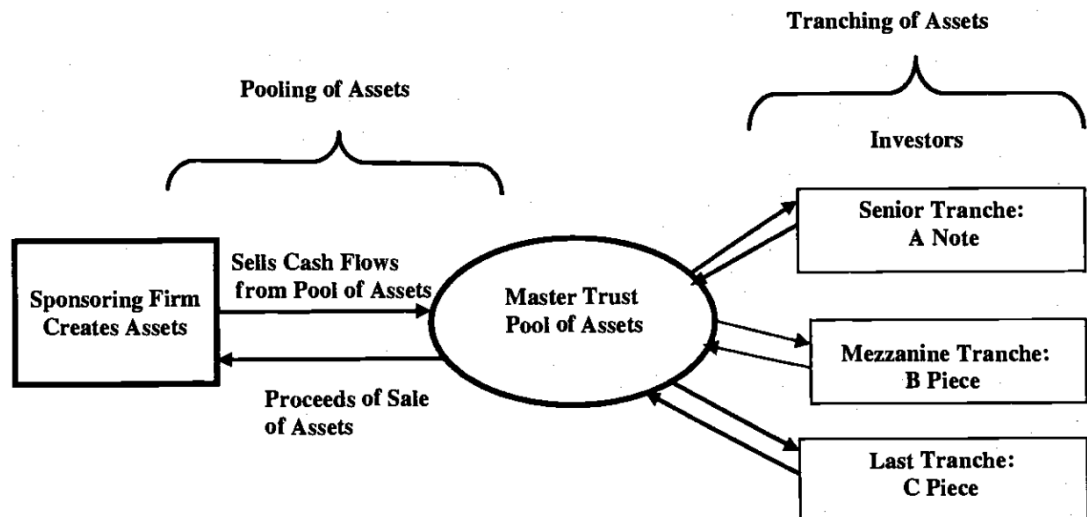 Tranching of Assets
Pooling of Assets
Investors
Senior Tranche:
A Note
Sells Cash Flows
from Pool of Assets
Sponsoring Firm
Creates Assets
Master Trust
Pool of Assets
Mezzanine Tranche:
B Piece
Proceeds of Sale
of Assets
Last Tranche:
C Piece